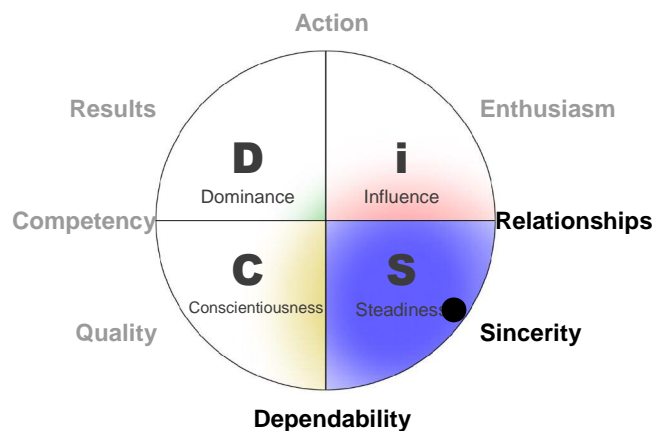 Action
Results
Enthusiasm
D
i
Dominance
Influence
Competency
Relationships
C
S
Conscientiousness
Steadiness
Quality
Sincerity
Dependability